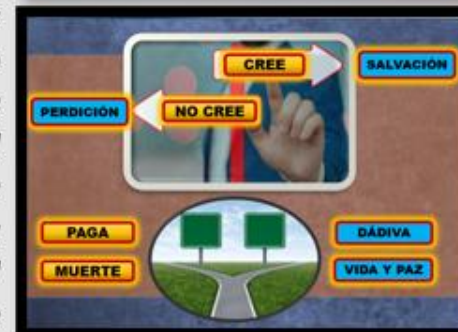 CREE
SALVACIÓN
PERDICIÓN
NO CREE
PAGA
DÁDIVA
MUERTE
VIDA Y PAZ